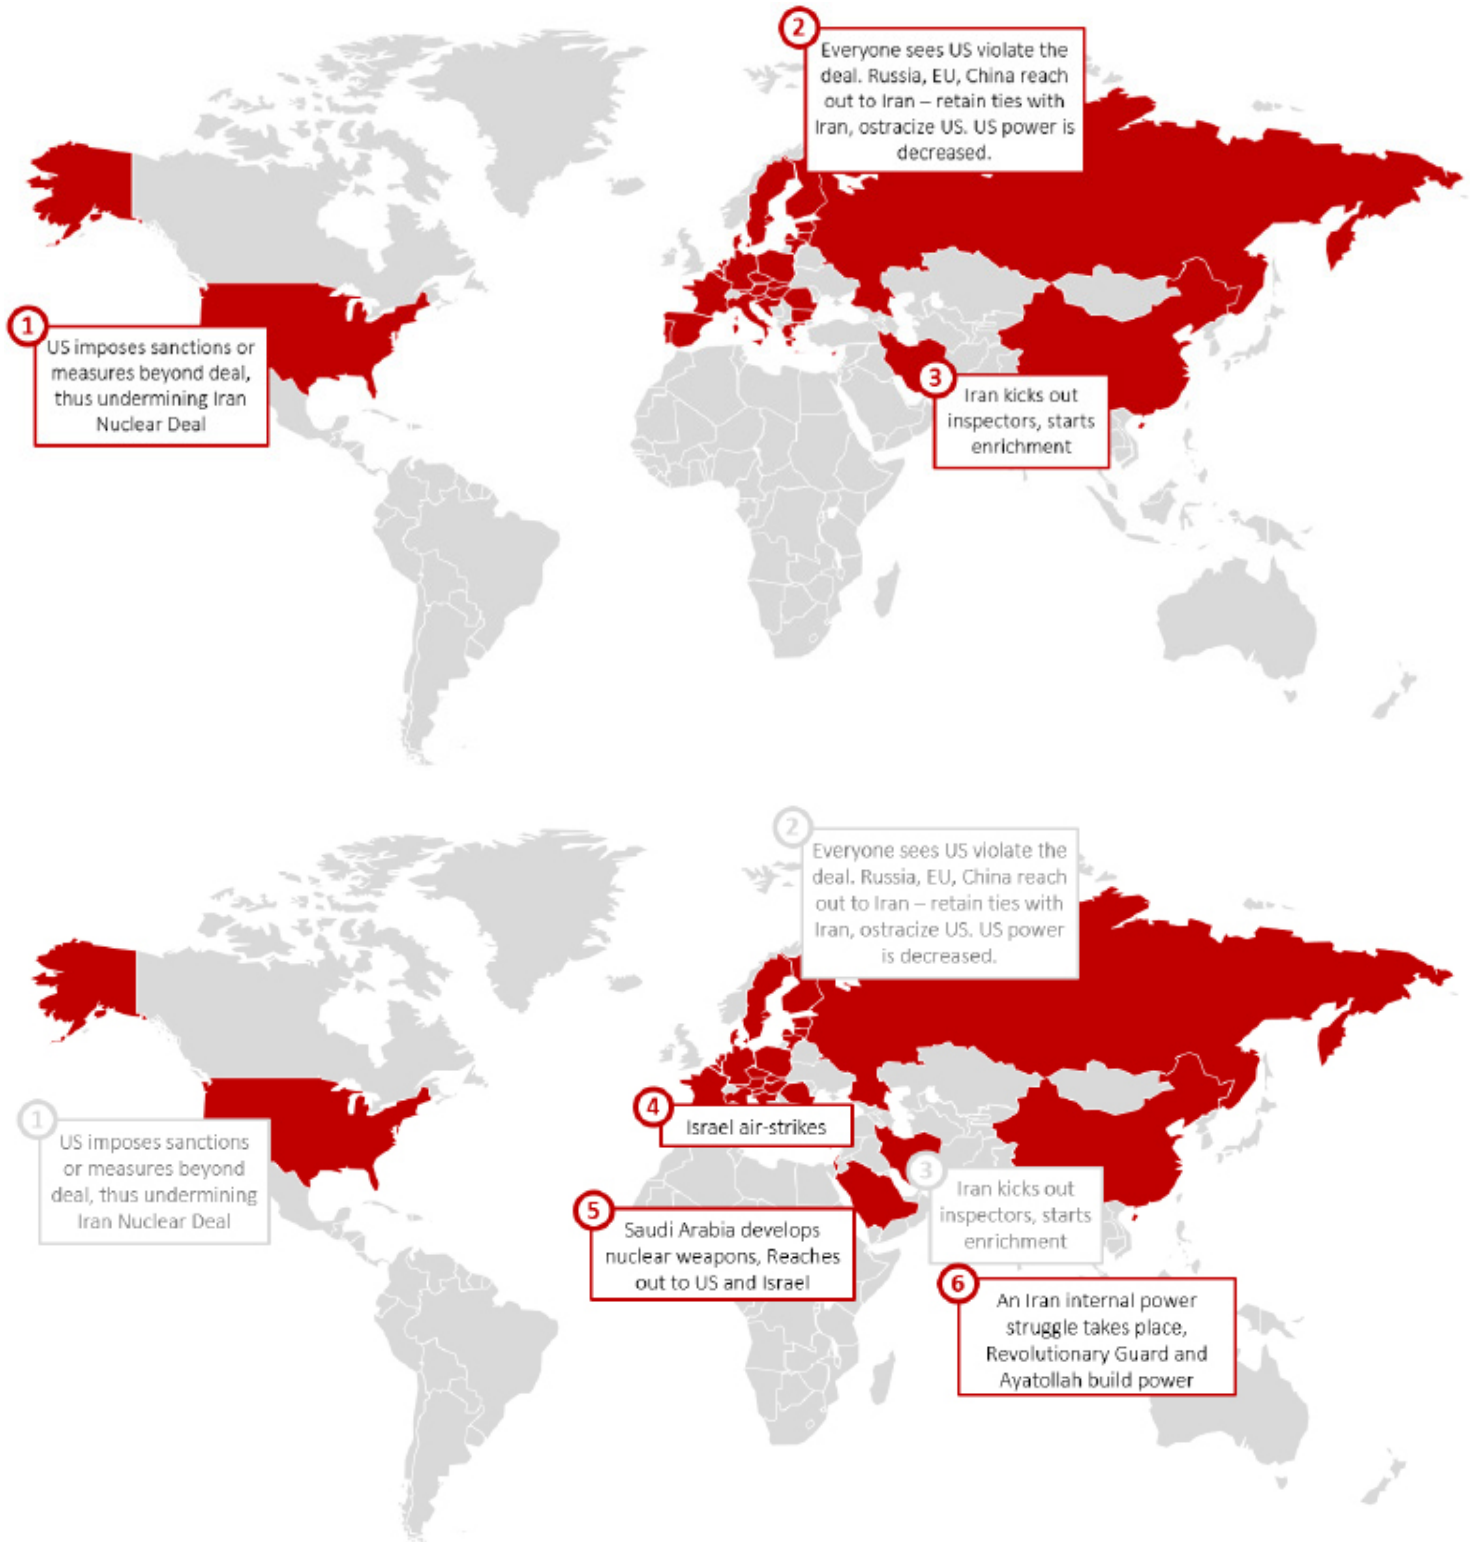 2
Everyone sees US violate the
deal. Russia, EU, China reach
out to Iran – retain ties with
Iran, ostracize US. US power is
decreased.
1
US imposes sanctions or
measures beyond deal,
thus undermining Iran
Nuclear Deal
3
Iran kicks out
inspectors, starts
enrichment
2
Everyone sees US violate the
deal. Russia, EU, China reach
out to Iran – retain ties with
Iran, ostracize US. US power
is decreased.
1
US imposes sanctions
or measures beyond
deal, thus undermining
Iran Nuclear Deal
4
Israel air-strikes
3
Iran kicks out
inspectors, starts
enrichment
5
Saudi Arabia develops
nuclear weapons, Reaches
out to US and Israel
6
An Iran internal power
struggle takes place,
Revolutionary Guard and
Ayatollah build power